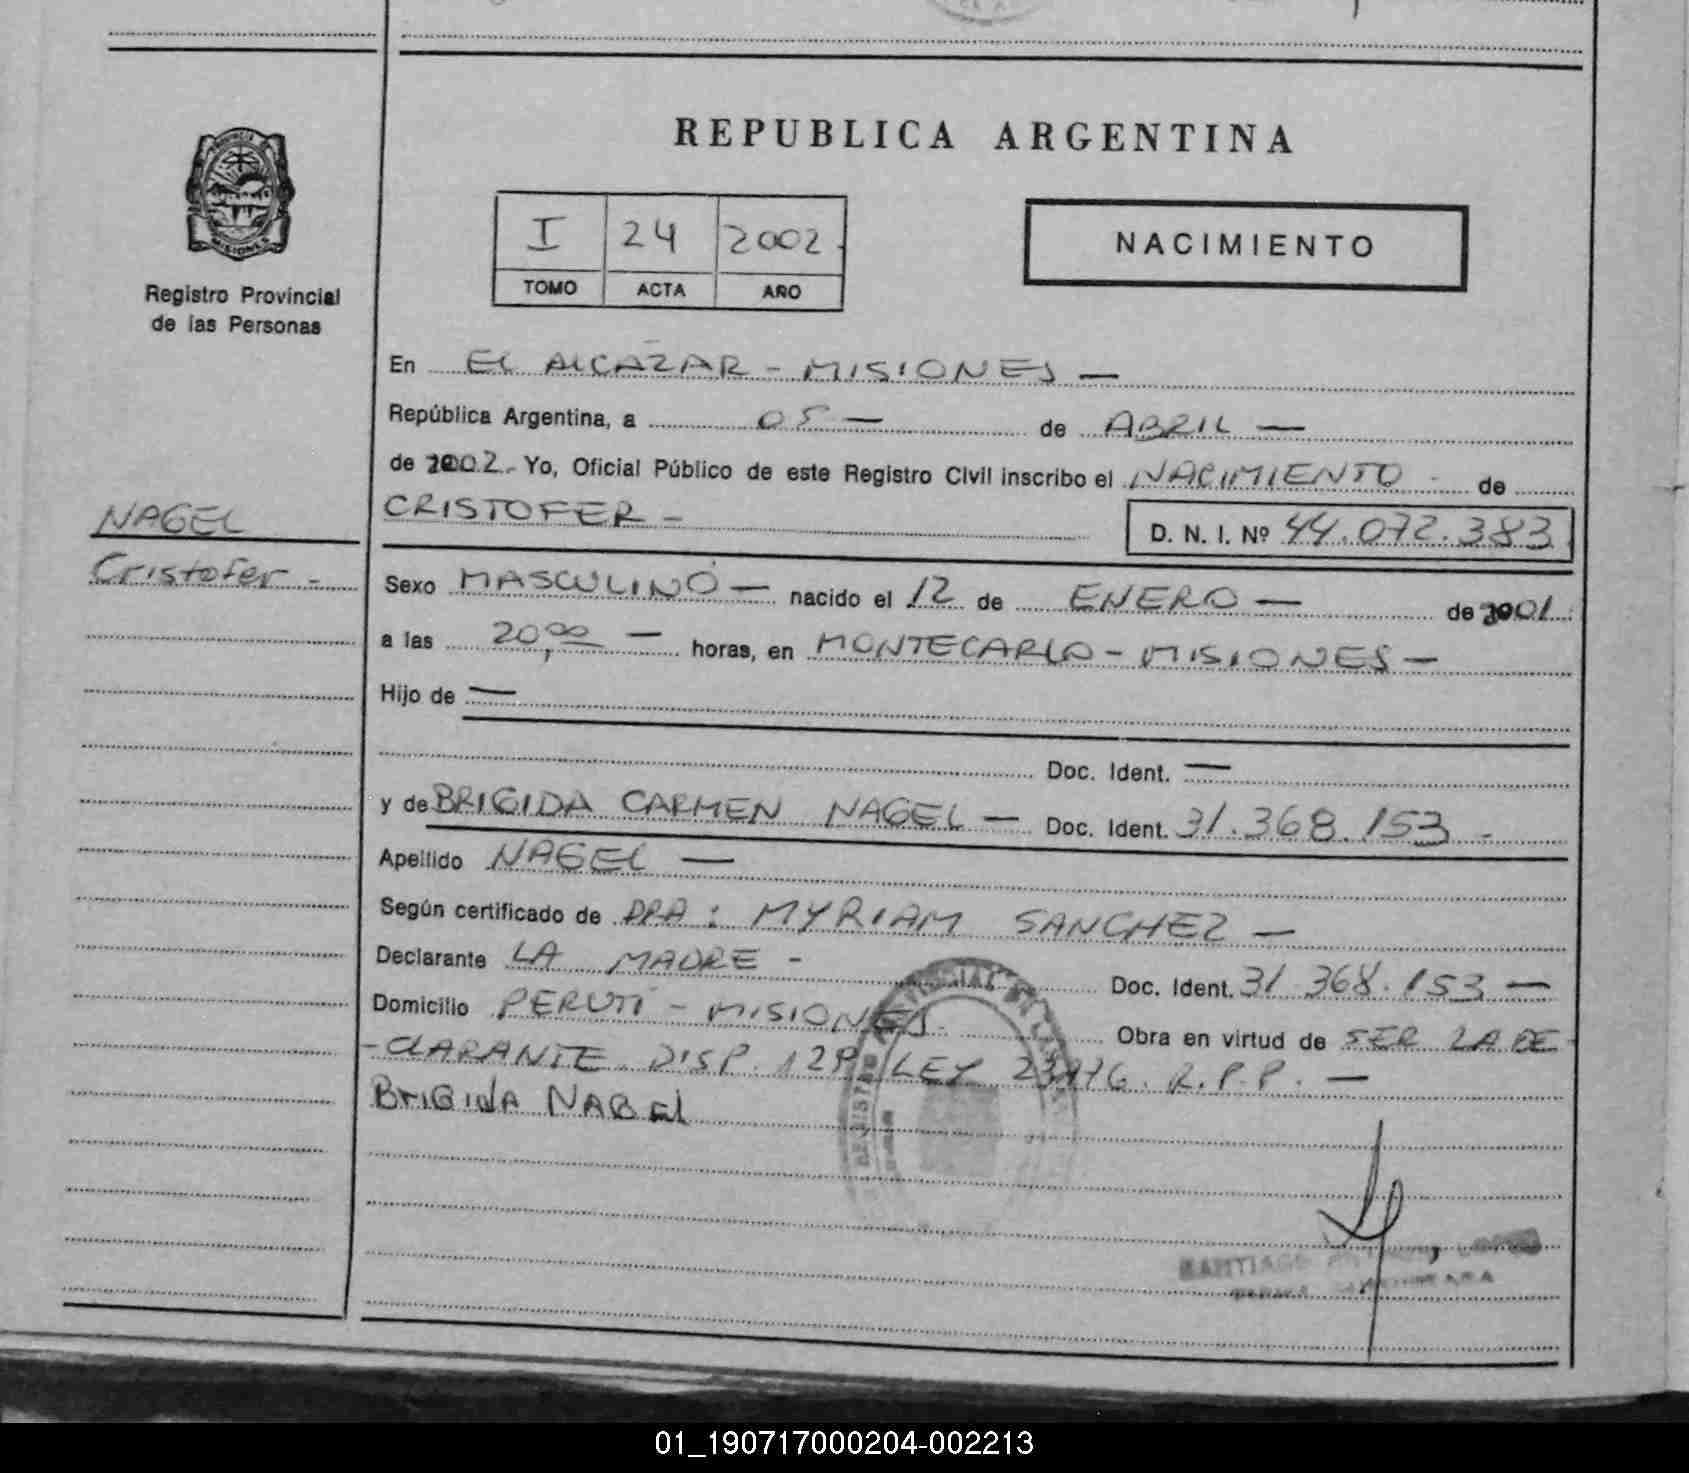 REPUBLICA ARGENTINA
PROVINCIA DE
MISIONES
Registro Provincial
de las Personas
I 24 2002
TOMO ACTA AÑO
NACIMIENTO
En EL ALCAZAR - MISIONES —
República Argentina, a 05 — de ABRIL —
de 2002.- Yo, Oficial Público de este Registro Civil inscribo el NACIMIENTO - de
CRISTOFER -
D. N. I. Nº 44.072.383
NAGEL
Cristofer -
Sexo MASCULINO — nacido el 12 de ENERO — de 2001
a las 20,00 — horas, en MONTECARLO - MISIONES —
Hijo de —
Doc. Ident. —
y de BRIGIDA CARMEN NAGEL — Doc. Ident. 31.368.153 -
Apellido NAGEL —
Según certificado de DRA: MYRIAM SANCHEZ —
Declarante LA MADRE - Doc. Ident. 31.368.153 —
Domicilio PERUTI - MISIONES. Obra en virtud de SER LA DE
-CLARANTE DISP. LEY R.P.P. —
BRIGIDA NAGEl
SANTIAGO
01_190717000204-002213